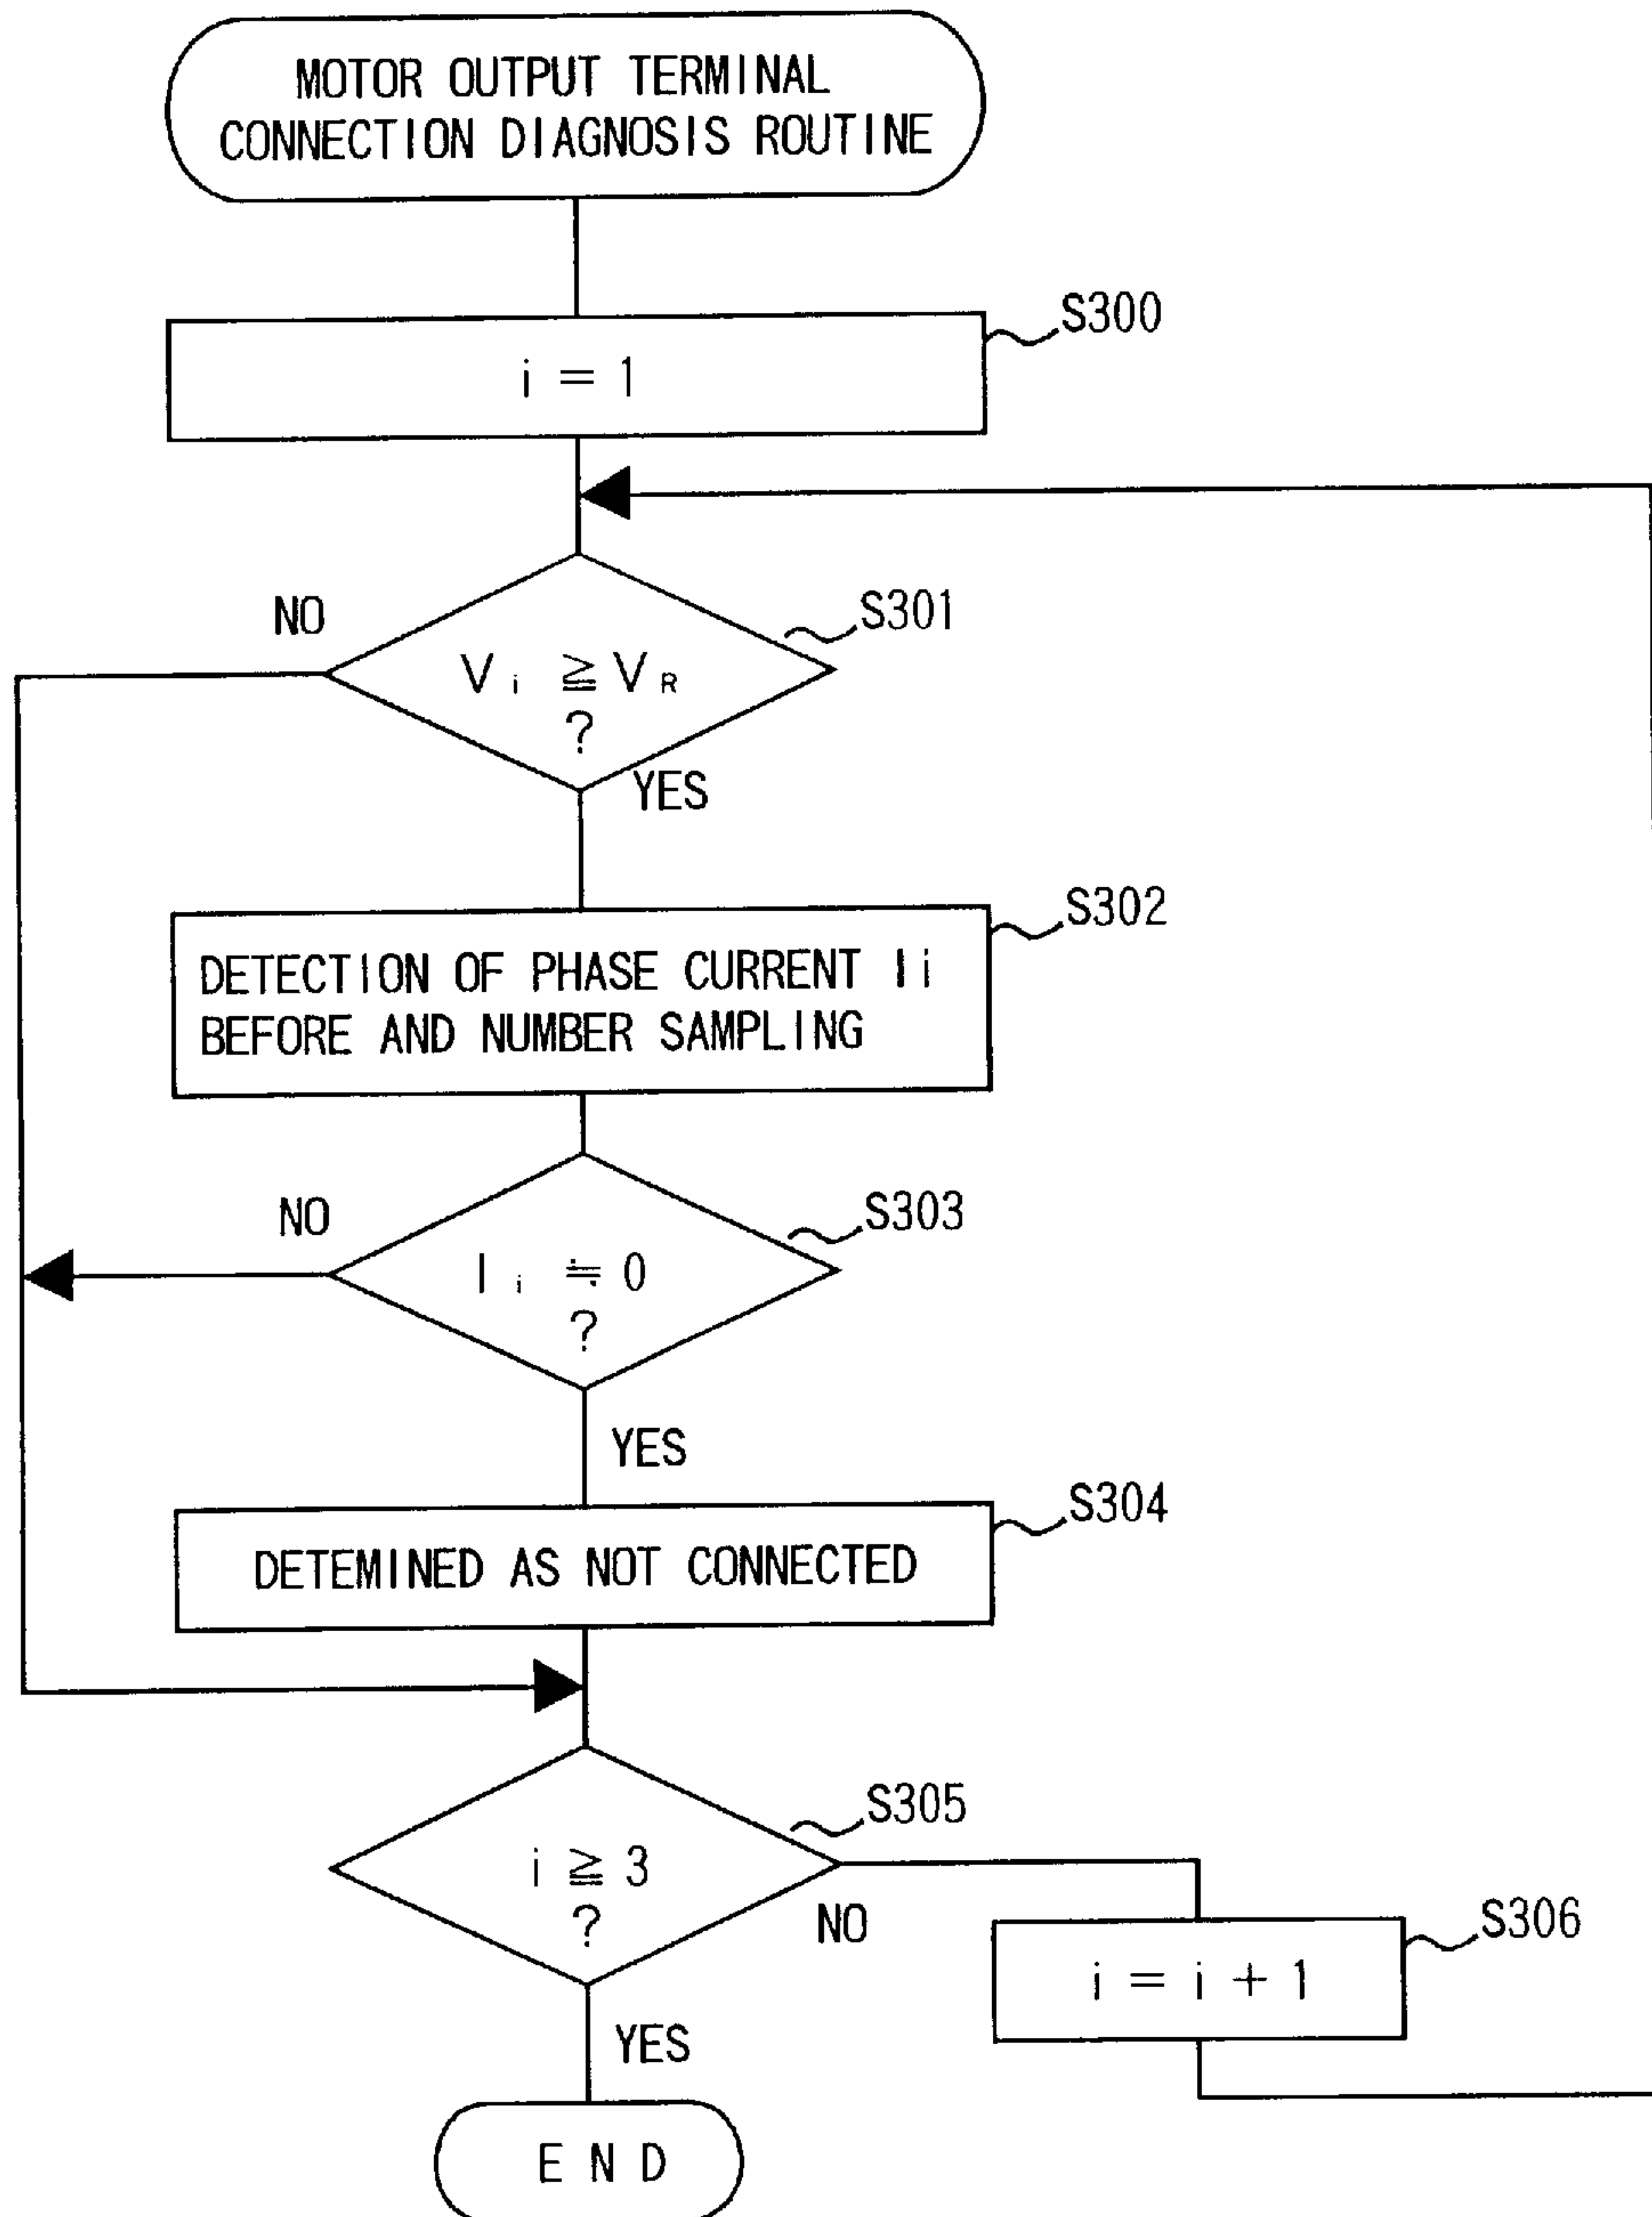 MOTOR OUTPUT TERMINAL
CONNECTION DIAGNOSIS ROUTINE
S300
i = 1
NO
S301
V i ≧ V R
?
YES
S302
DETECTION OF PHASE CURRENT Ii
BEFORE AND NUMBER SAMPLING
NO
S303
I i ≒ 0
?
YES
S304
DETEMINED AS NOT CONNECTED
S305
i ≧ 3
?
NO
S306
i = i + 1
YES
END